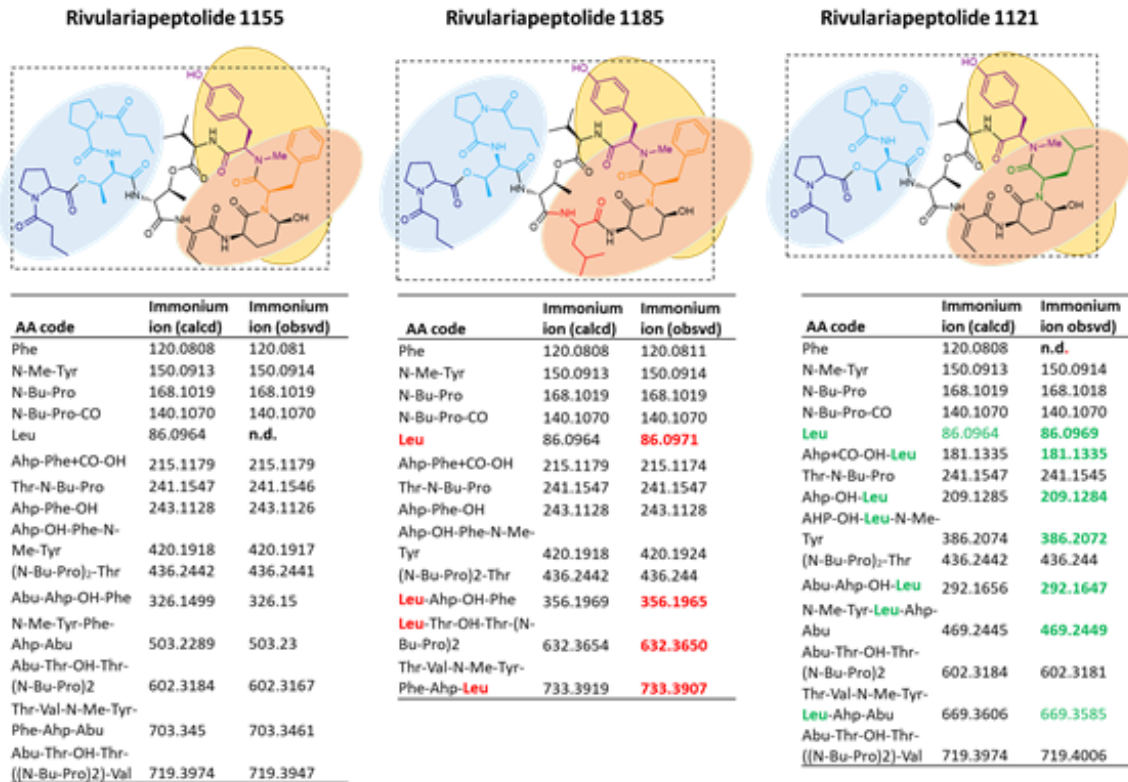 Rivulariapeptolide 1155
Rivulariapeptolide 1185
Rivulariapeptolide 1121
HO
N
O
H
Me
OH
HO
N
O
H
Me
OH
HO
N
O
H
Me
OH
AA code Immonium ion (calcd) Immonium ion (obsvd)
Phe 120.0808 120.081
N-Me-Tyr 150.0913 150.0914
N-Bu-Pro 168.1019 168.1019
N-Bu-Pro-CO 140.1070 140.1070
Leu 86.0964 n.d.
Ahp-Phe+CO-OH 215.1179 215.1179
Thr-N-Bu-Pro 241.1547 241.1546
Ahp-Phe-OH 243.1128 243.1126
Ahp-OH-Phe-N-
Me-Tyr 420.1918 420.1917
(N-Bu-Pro)₂-Thr 436.2442 436.2441
Abu-Ahp-OH-Phe 326.1499 326.15
N-Me-Tyr-Phe-
Ahp-Abu 503.2289 503.23
Abu-Thr-OH-Thr-
(N-Bu-Pro)2 602.3184 602.3167
Thr-Val-N-Me-Tyr-
Phe-Ahp-Abu 703.345 703.3461
Abu-Thr-OH-Thr-
((N-Bu-Pro)2)-Val 719.3974 719.3947
AA code Immonium ion (calcd) Immonium ion (obsvd)
Phe 120.0808 120.0811
N-Me-Tyr 150.0913 150.0914
N-Bu-Pro 168.1019 168.1019
N-Bu-Pro-CO 140.1070 140.1070
Leu 86.0964 86.0971
Ahp-Phe+CO-OH 215.1179 215.1174
Thr-N-Bu-Pro 241.1547 241.1547
Ahp-Phe-OH 243.1128 243.1128
Ahp-OH-Phe-N-Me-
Tyr 420.1918 420.1924
(N-Bu-Pro)2-Thr 436.2442 436.244
Leu-Ahp-OH-Phe 356.1969 356.1965
Leu-Thr-OH-Thr-(N-
Bu-Pro)2 632.3654 632.3650
Thr-Val-N-Me-Tyr-
Phe-Ahp-Leu 733.3919 733.3907
AA code Immonium ion (calcd) Immonium ion obsvd)
Phe 120.0808 n.d.
N-Me-Tyr 150.0913 150.0914
N-Bu-Pro 168.1019 168.1018
N-Bu-Pro-CO 140.1070 140.1070
Leu 86.0964 86.0969
Ahp+CO-OH-Leu 181.1335 181.1335
Thr-N-Bu-Pro 241.1547 241.1545
Ahp-OH-Leu 209.1285 209.1284
AHP-OH-Leu-N-Me-
Tyr 386.2074 386.2072
(N-Bu-Pro)₂-Thr 436.2442 436.244
Abu-Ahp-OH-Leu 292.1656 292.1647
N-Me-Tyr-Leu-Ahp-
Abu 469.2445 469.2449
Abu-Thr-OH-Thr-
(N-Bu-Pro)2 602.3184 602.3181
Thr-Val-N-Me-Tyr-
Leu-Ahp-Abu 669.3606 669.3585
Abu-Thr-OH-Thr-
((N-Bu-Pro)2)-Val 719.3974 719.4006